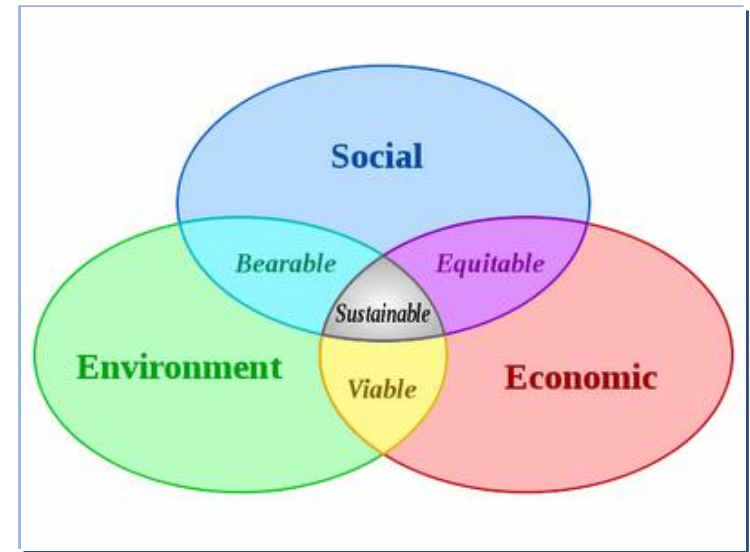 Social
Bearable
Equitable
Sustainable
Environment
Economic
Viable